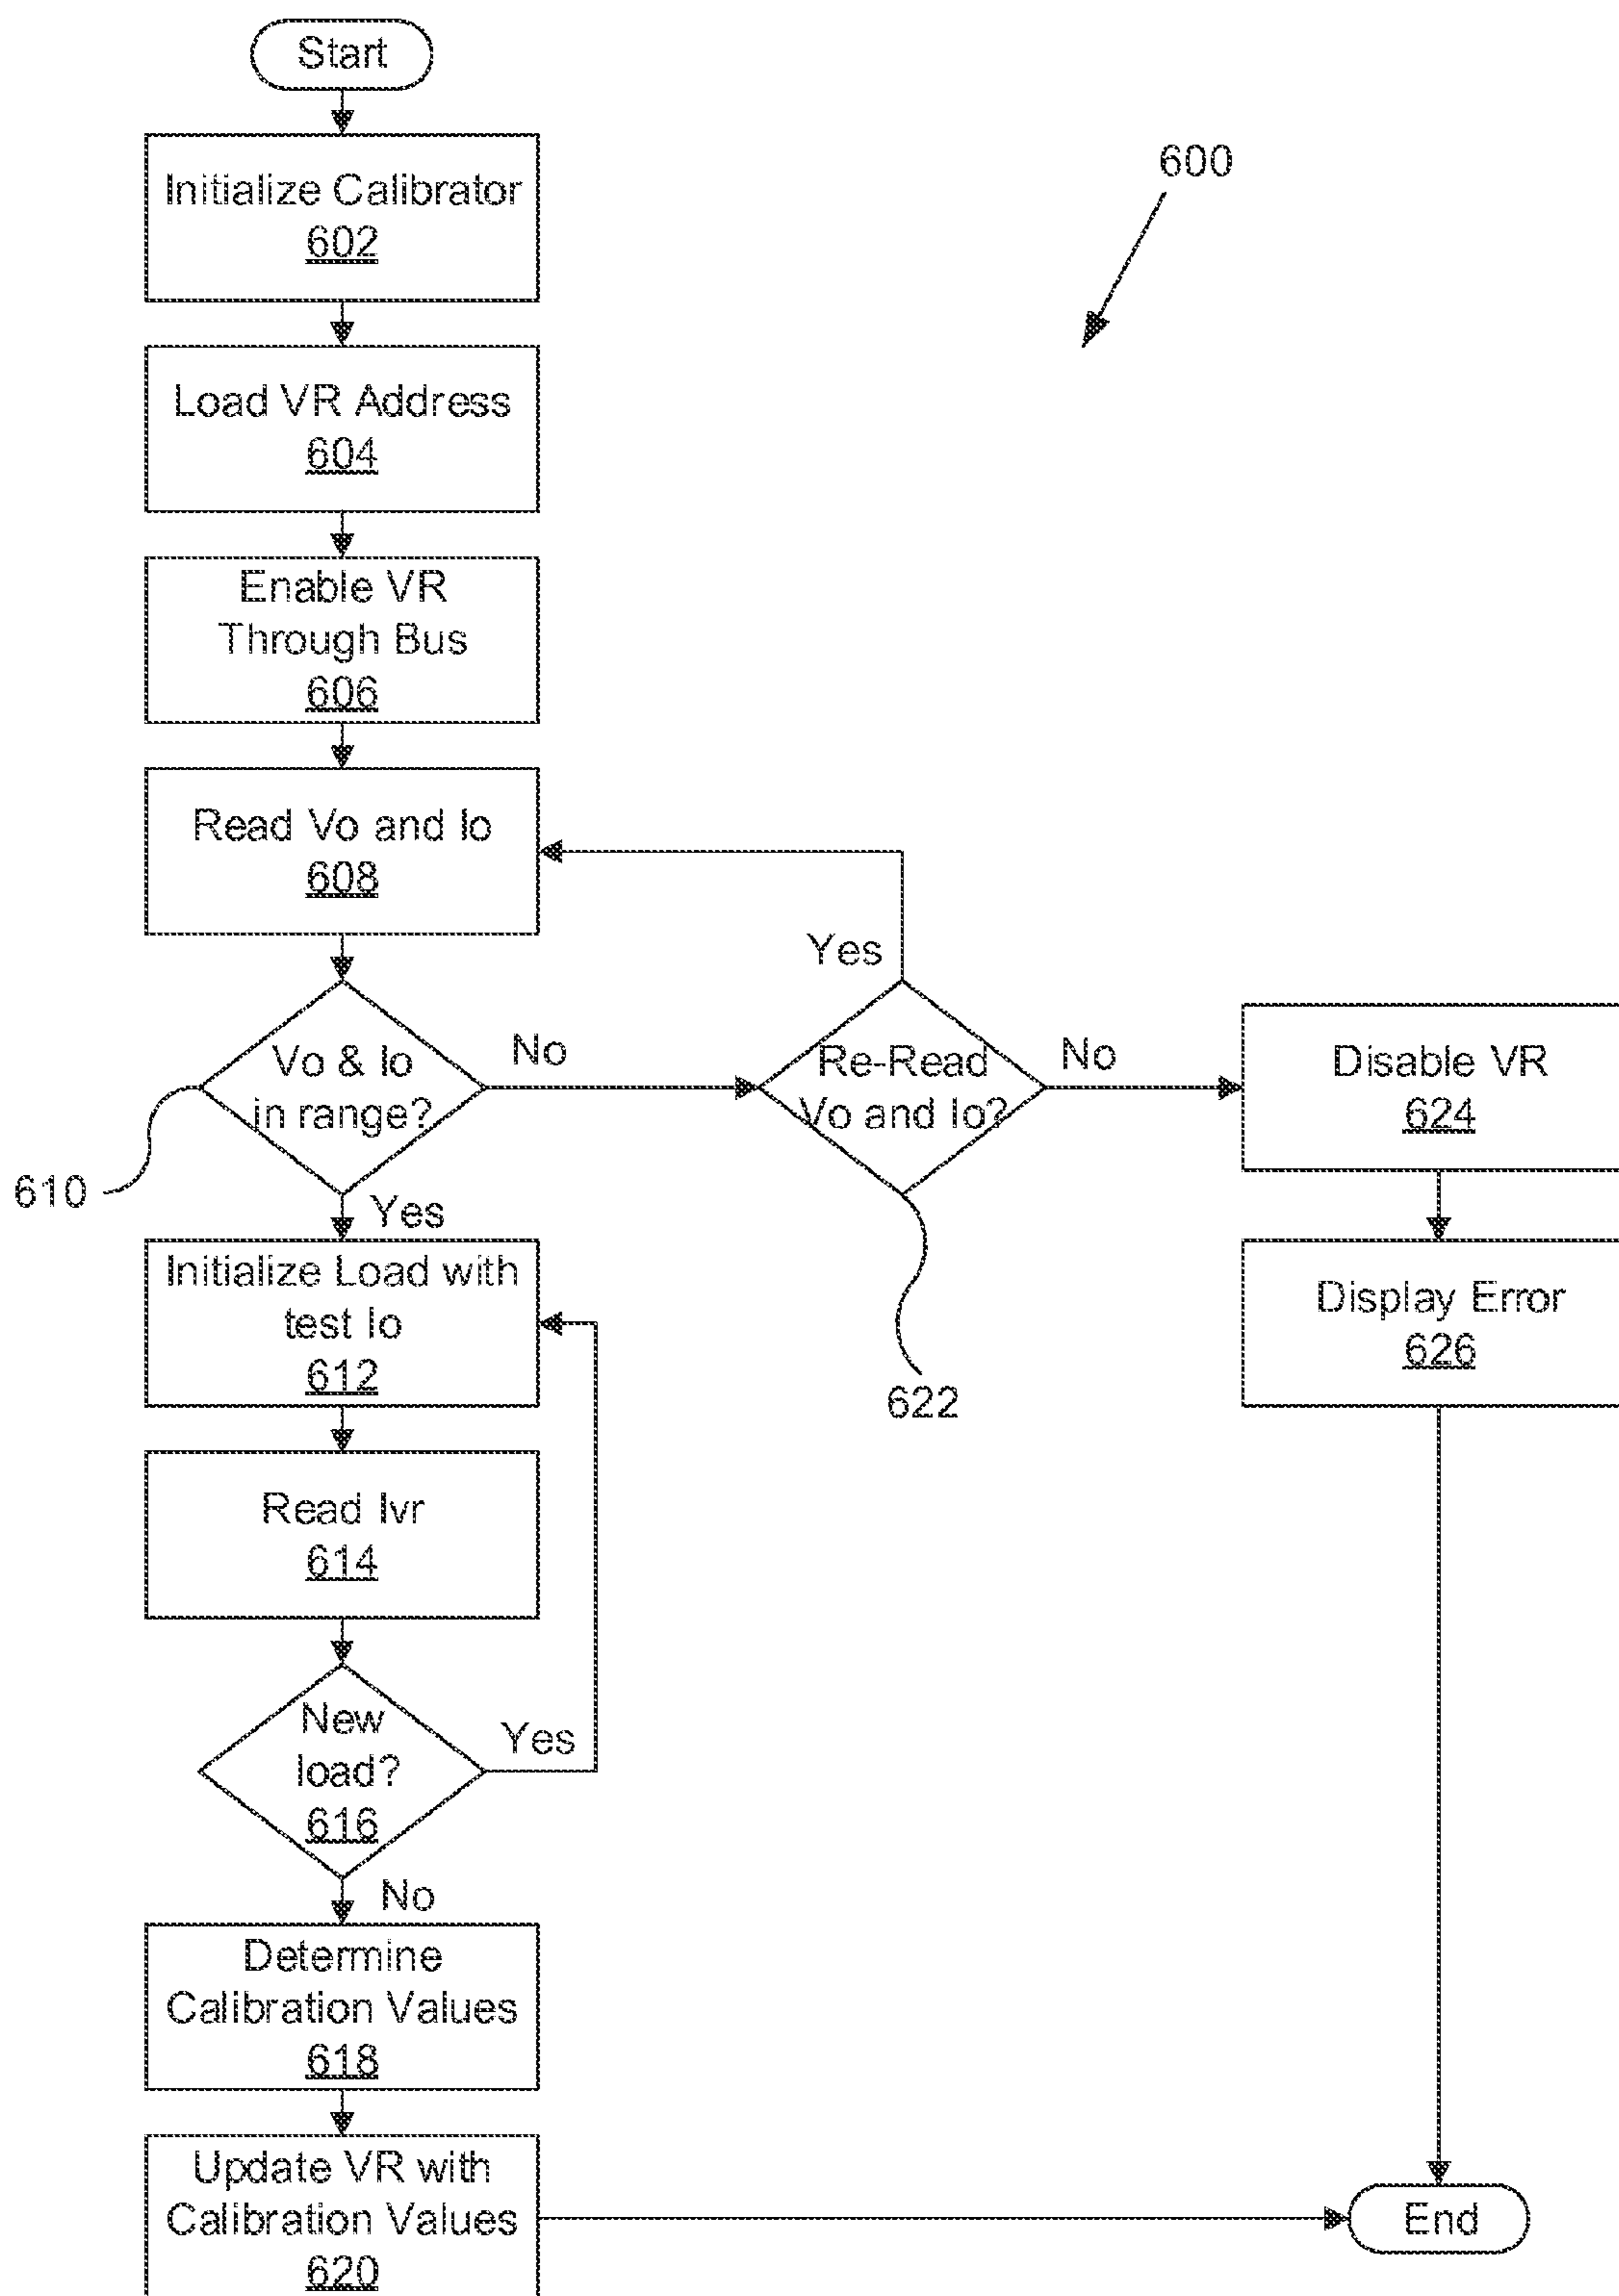 Start
600
Initialize Calibrator
602
Load VR Address
604
Enable VR
Through Bus
606
Read Vo and Io
608
Yes
Vo & Io
in range?
No
Re-Read
Vo and Io?
No
Disable VR
624
610
Yes
Initialize Load with
test Io
612
Display Error
626
622
Read Ivr
614
New
load?
616
Yes
No
Determine
Calibration Values
618
Update VR with
Calibration Values
620
End